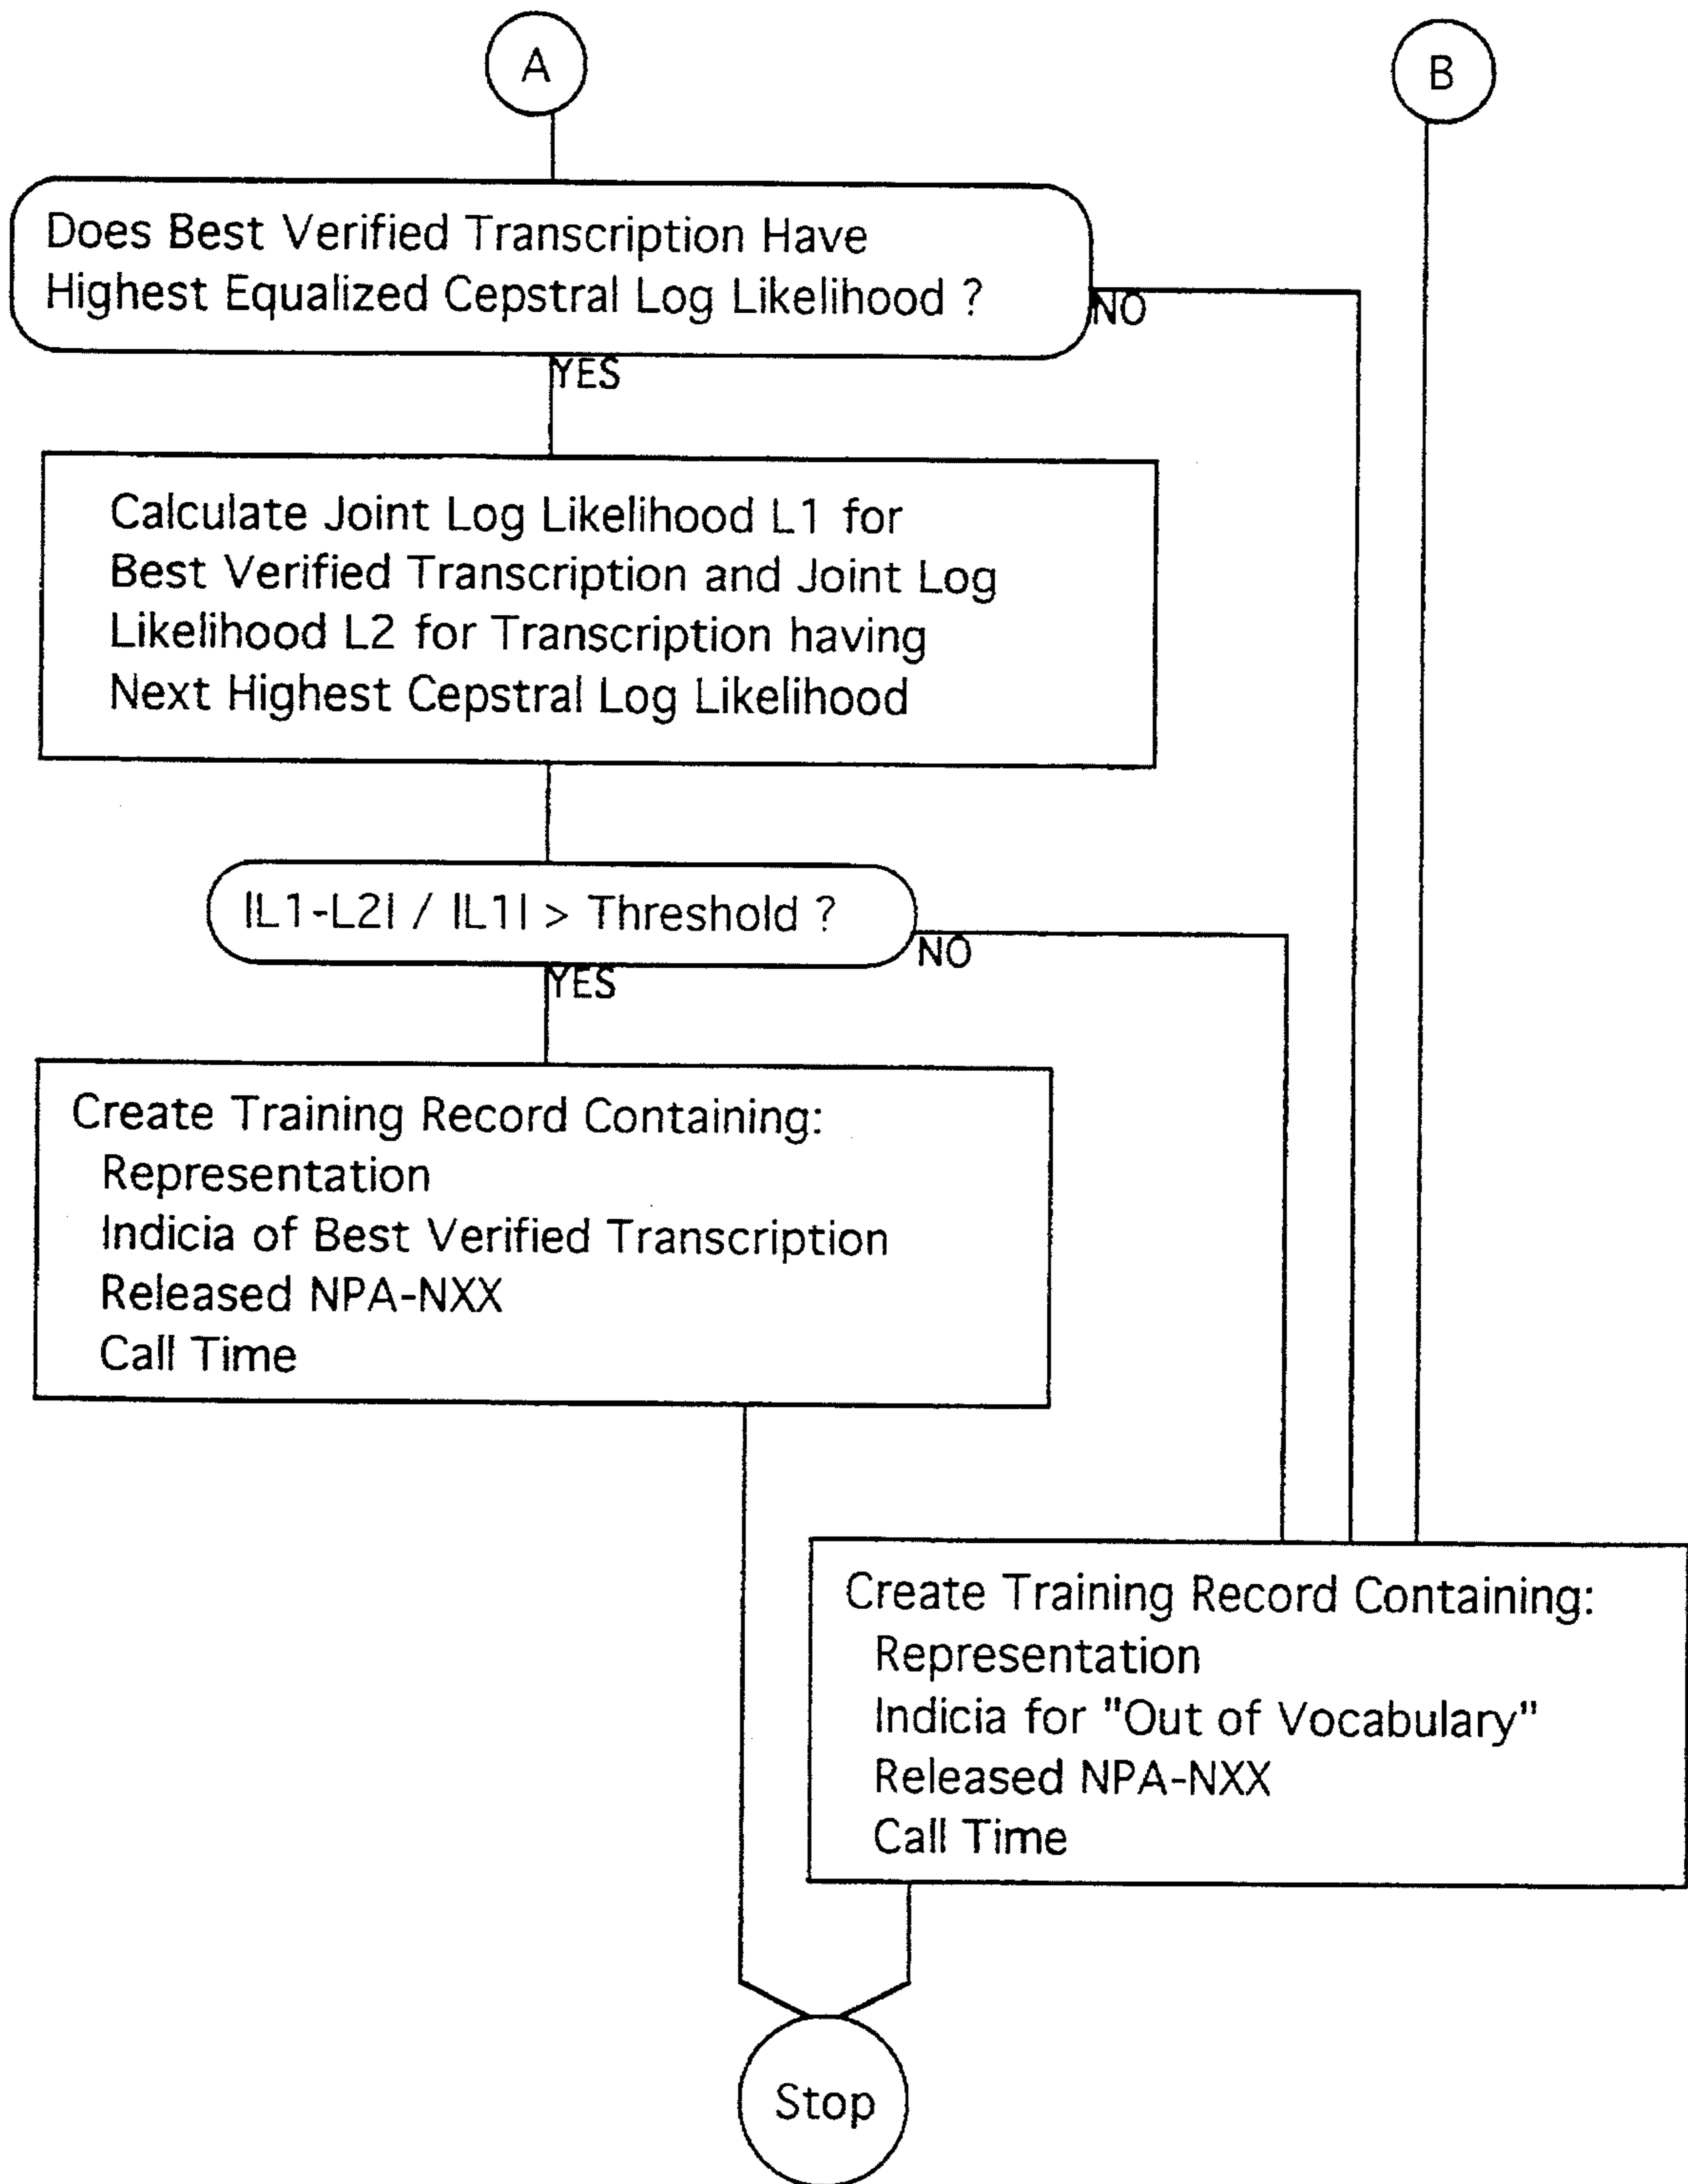 A
B
Does Best Verified Transcription Have
Highest Equalized Cepstral Log Likelihood ?
NO
YES
Calculate Joint Log Likelihood L1 for
Best Verified Transcription and Joint Log
Likelihood L2 for Transcription having
Next Highest Cepstral Log Likelihood
|L1-L2| / |L1| > Threshold ?
NO
YES
Create Training Record Containing:
Representation
Indicia of Best Verified Transcription
Released NPA-NXX
Call Time
Create Training Record Containing:
Representation
Indicia for "Out of Vocabulary"
Released NPA-NXX
Call Time
Stop